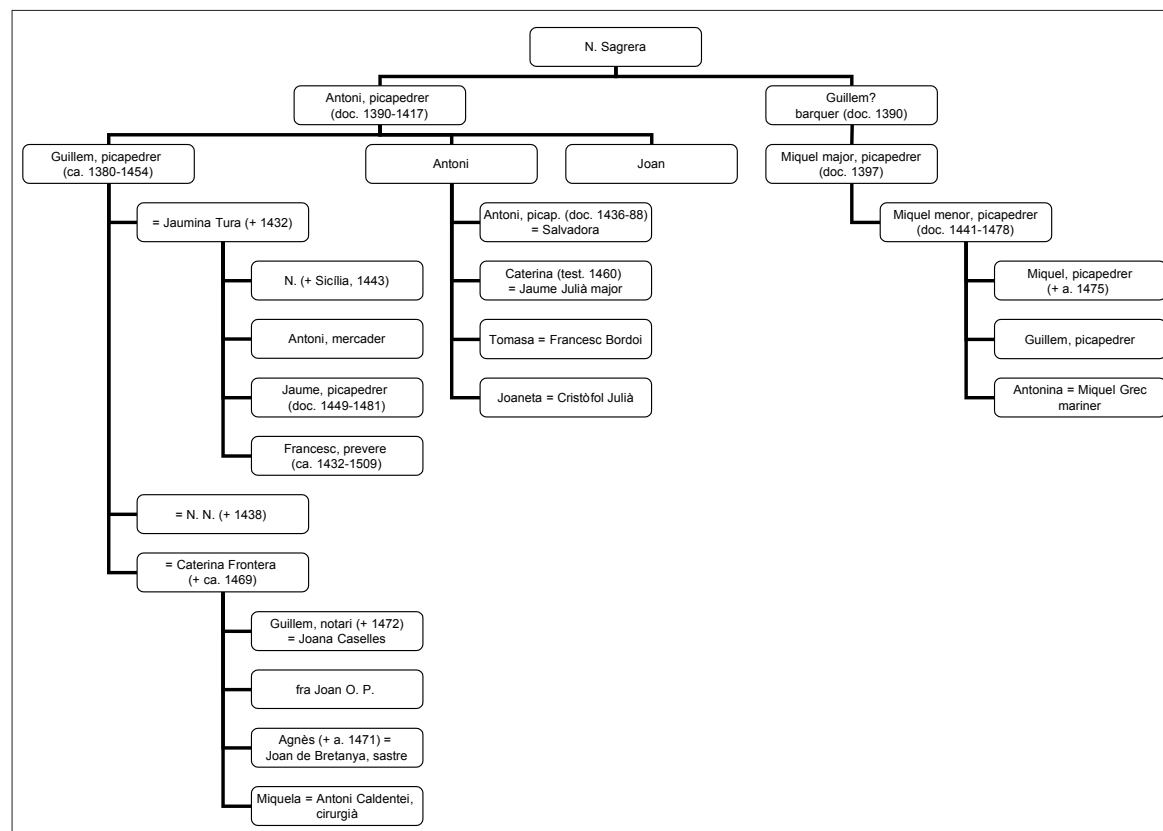 N. Sagrera
Antoni, picapedrer
(doc. 1390-1417)
Guillem?
barquer (doc. 1390)
Guillem, picapedrer
(ca. 1380-1454)
Antoni
Joan
Miquel major, picapedrer
(doc. 1397)
= Jaumina Tura (+ 1432)
Antoni, picap. (doc. 1436-88)
= Salvadora
Miquel menor, picapedrer
(doc. 1441-1478)
N. (+ Sicília, 1443)
Caterina (test. 1460)
= Jaume Julià major
Miquel, picapedrer
(+ a. 1475)
Antoni, mercader
Tomasa = Francesc Bordoi
Guillem, picapedrer
Jaume, picapedrer
(doc. 1449-1481)
Joaneta = Cristòfol Julià
Antonina = Miquel Grec
mariner
Francesc, prevere
(ca. 1432-1509)
= N. N. (+ 1438)
= Caterina Frontera
(+ ca. 1469)
Guillem, notari (+ 1472)
= Joana Caselles
fra Joan O. P.
Agnès (+ a. 1471) =
Joan de Bretanya, sastre
Miquela = Antoni Caldentei,
cirurgià